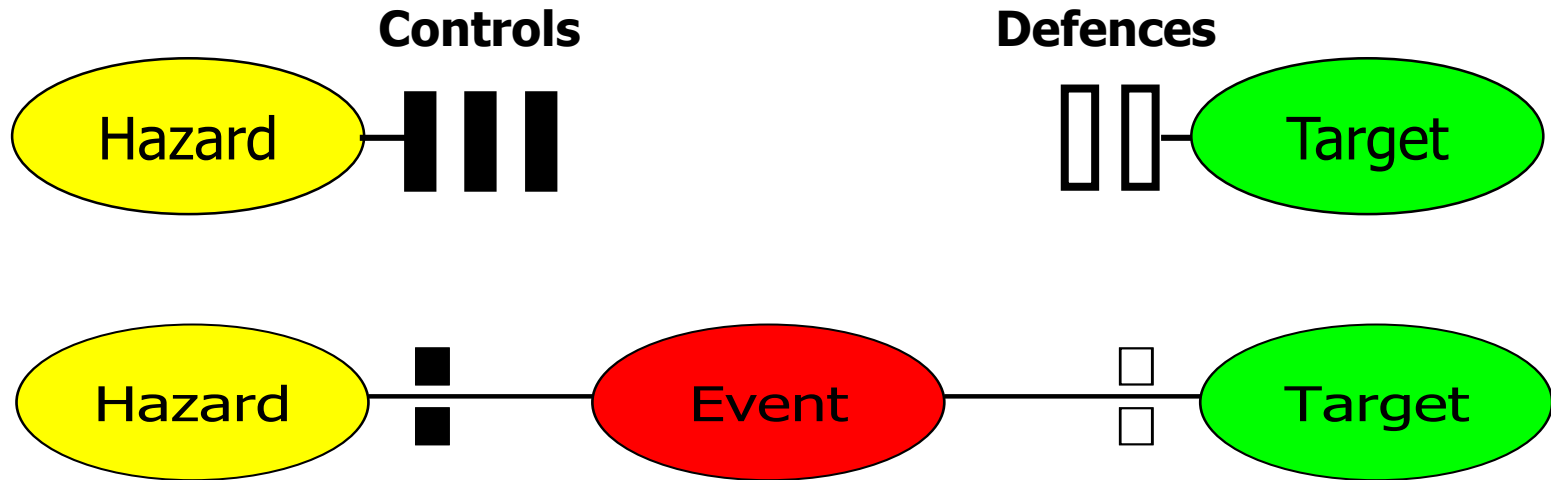 Controls
Defences
Hazard
Target
Hazard
Event
Target